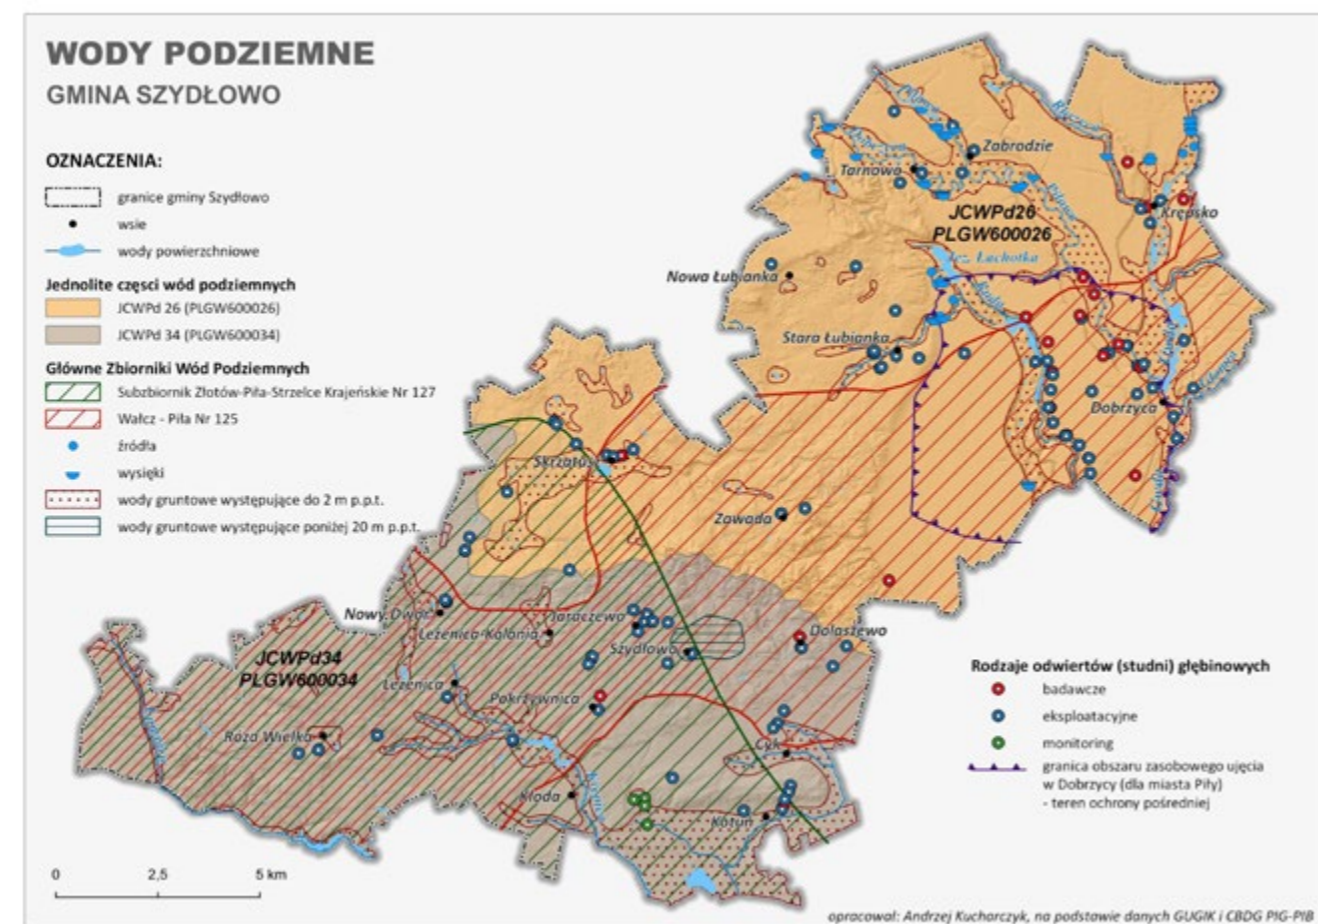 WODY PODZIEMNE
GMINA SZYDŁOWO
OZNACZENIA:
granice gminy Szydłowo
wsie
wody powierzchniowe
Jednolite częsci wód podziemnych
JCWPd 26 (PLGW600026)
JCWPd 34 (PLGW600034)
Główne Zbiorniki Wód Podziemnych
Subzbiornik Złotów-Piła-Strzelce Krajeńskie Nr 127
Wałcz - Piła Nr 125
źródła
wysięki
wody gruntowe występujące do 2 m p.p.t.
wody gruntowe występujące poniżej 20 m p.p.t.
Zabrodzie
Tarnowo
Piława
Krępsko
JCWPd26
PLGW600026
Jez. Łachotka
Nowa Łubianka
Stara Łubianka
Dobrzyca
Skrzatusz
Zawada
Nowy Dwór
Jaraczewo
Leżenica-Kolonia
Szydłowo
Dolaszewo
JCWPd34
PLGW600034
Leżenica
Pokrzywnica
Róża Wielka
Cyk
Kłoda
Kotuń
Rodzaje odwiertów (studni) głębinowych
badawcze
eksploatacyjne
monitoring
granica obszaru zasobowego ujęcia
w Dobrzycy (dla miasta Piły)
- teren ochrony pośredniej
0 2,5 5 km
opracował: Andrzej Kucharczyk, na podstawie danych GUGIK i CBDG PIG-PIB